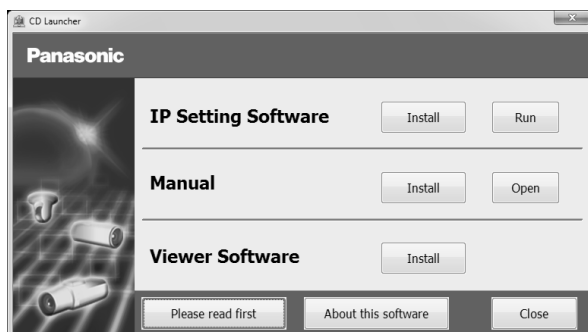 CD Launcher
Panasonic
IP Setting Software Install Run
Manual Install Open
Viewer Software Install
Please read first About this software Close